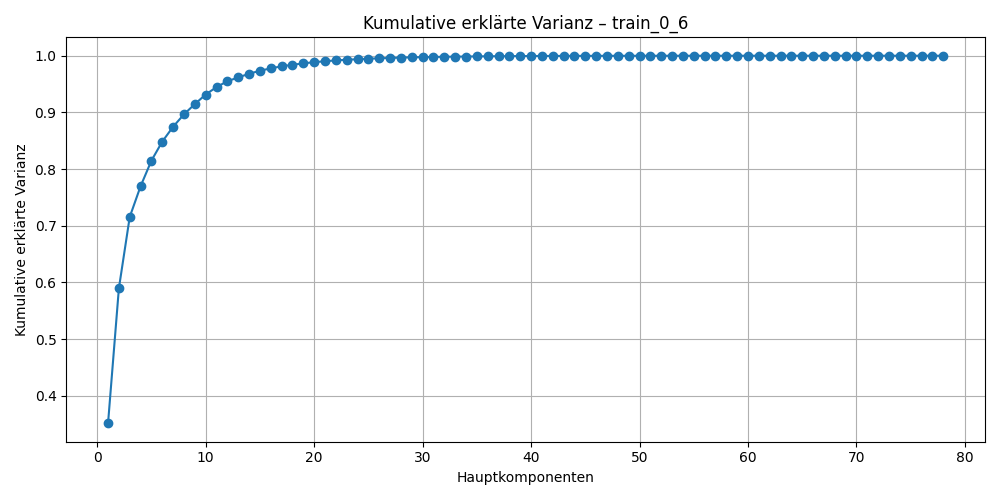 Kumulative erklärte Varianz – train_0_6
Kumulative erklärte Varianz
1.0
0.9
0.8
0.7
0.6
0.5
0.4
0 10 20 30 40 50 60 70 80
Hauptkomponenten